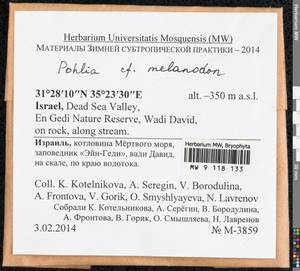 Herbarium Universitatis Mosquensis (MW)
МАТЕРИАЛЫ ЗИМНЕЙ СУБТРОПИЧЕСКОЙ ПРАКТИКИ – 2014
Pohlia cf. melanodon
31°28'10"N 35°23'30"E alt. –350 m a.s.l.
Israel, Dead Sea Valley,
En Gedi Nature Reserve, Wadi David,
on rock, along stream.
Израиль, котловина Мёртвого моря,
заповедник «Эйн-Геди», вади Давид,
на скале, по краю водотока.
Herbarium MW, Bryophyta
MW 9 118 133
Coll. K. Kotelnikova, A. Seregin, V. Borodulina,
A. Frontova, V. Gorik, O. Smyshlyaeva, N. Lavrenov
Собрали К. Котельникова, А. Серёгин, В. Бородулина,
А. Фронтова, В. Горик, О. Смышляева, Н. Лавренов
3.02.2014 № M-3859